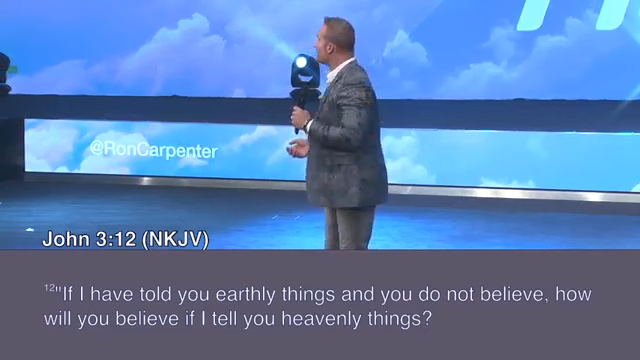 @RonCarpenter
John 3:12 (NKJV)
12"If I have told you earthly things and you do not believe, how
will you believe if I tell you heavenly things?